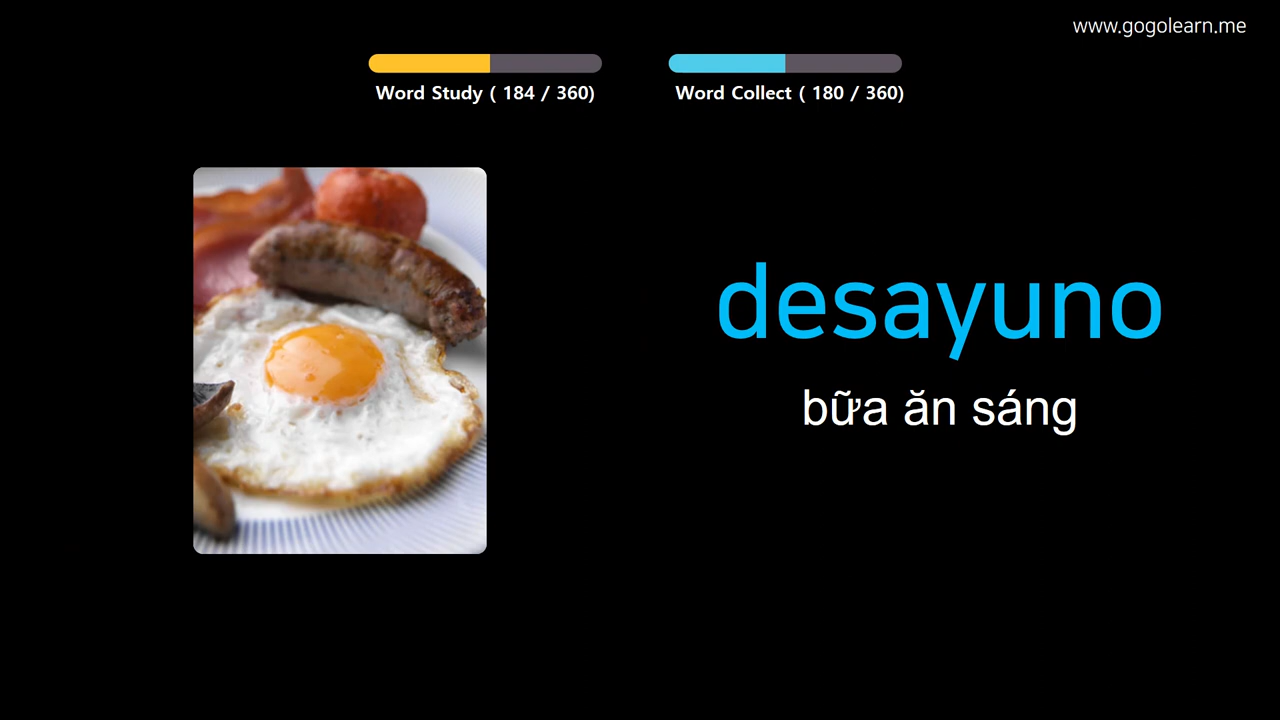 www.gogolearn.me
Word Study ( 184 / 360)
Word Collect ( 180 / 360)
desayuno
bữa ăn sáng